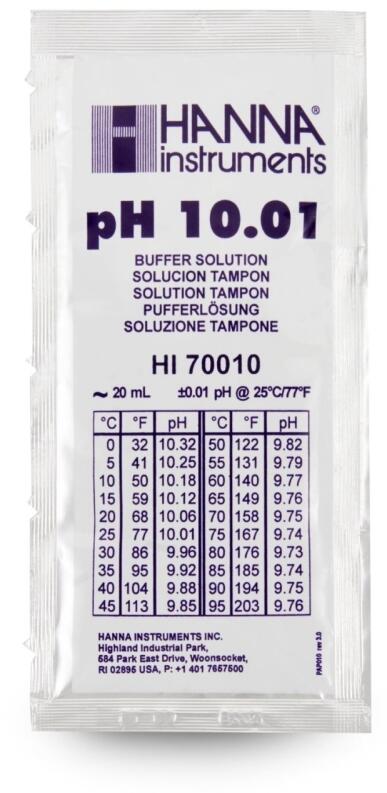 HANNA®
instruments
pH 10.01
BUFFER SOLUTION
SOLUCION TAMPON
SOLUTION TAMPON
PUFFERLÖSUNG
SOLUZIONE TAMPONE
HI 70010
~ 20 mL ±0.01 pH @ 25°C/77°F
°C °F pH °C °F pH
0 32 10.32 50 122 9.82
5 41 10.25 55 131 9.79
10 50 10.18 60 140 9.77
15 59 10.12 65 149 9.76
20 68 10.06 70 158 9.75
25 77 10.01 75 167 9.74
30 86 9.96 80 176 9.73
35 95 9.92 85 185 9.74
40 104 9.88 90 194 9.75
45 113 9.85 95 203 9.76
HANNA INSTRUMENTS INC.
Highland Industrial Park,
584 Park East Drive, Woonsocket,
RI 02895 USA, P: +1 401 7657500
PAP010 rev 3.0